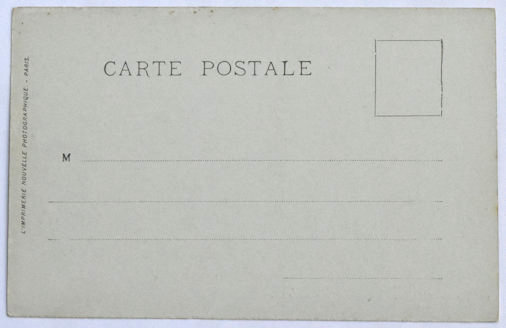 CARTE POSTALE
M
L'IMPRIMERIE NOUVELLE PHOTOGRAPHIQUE - PARIS.